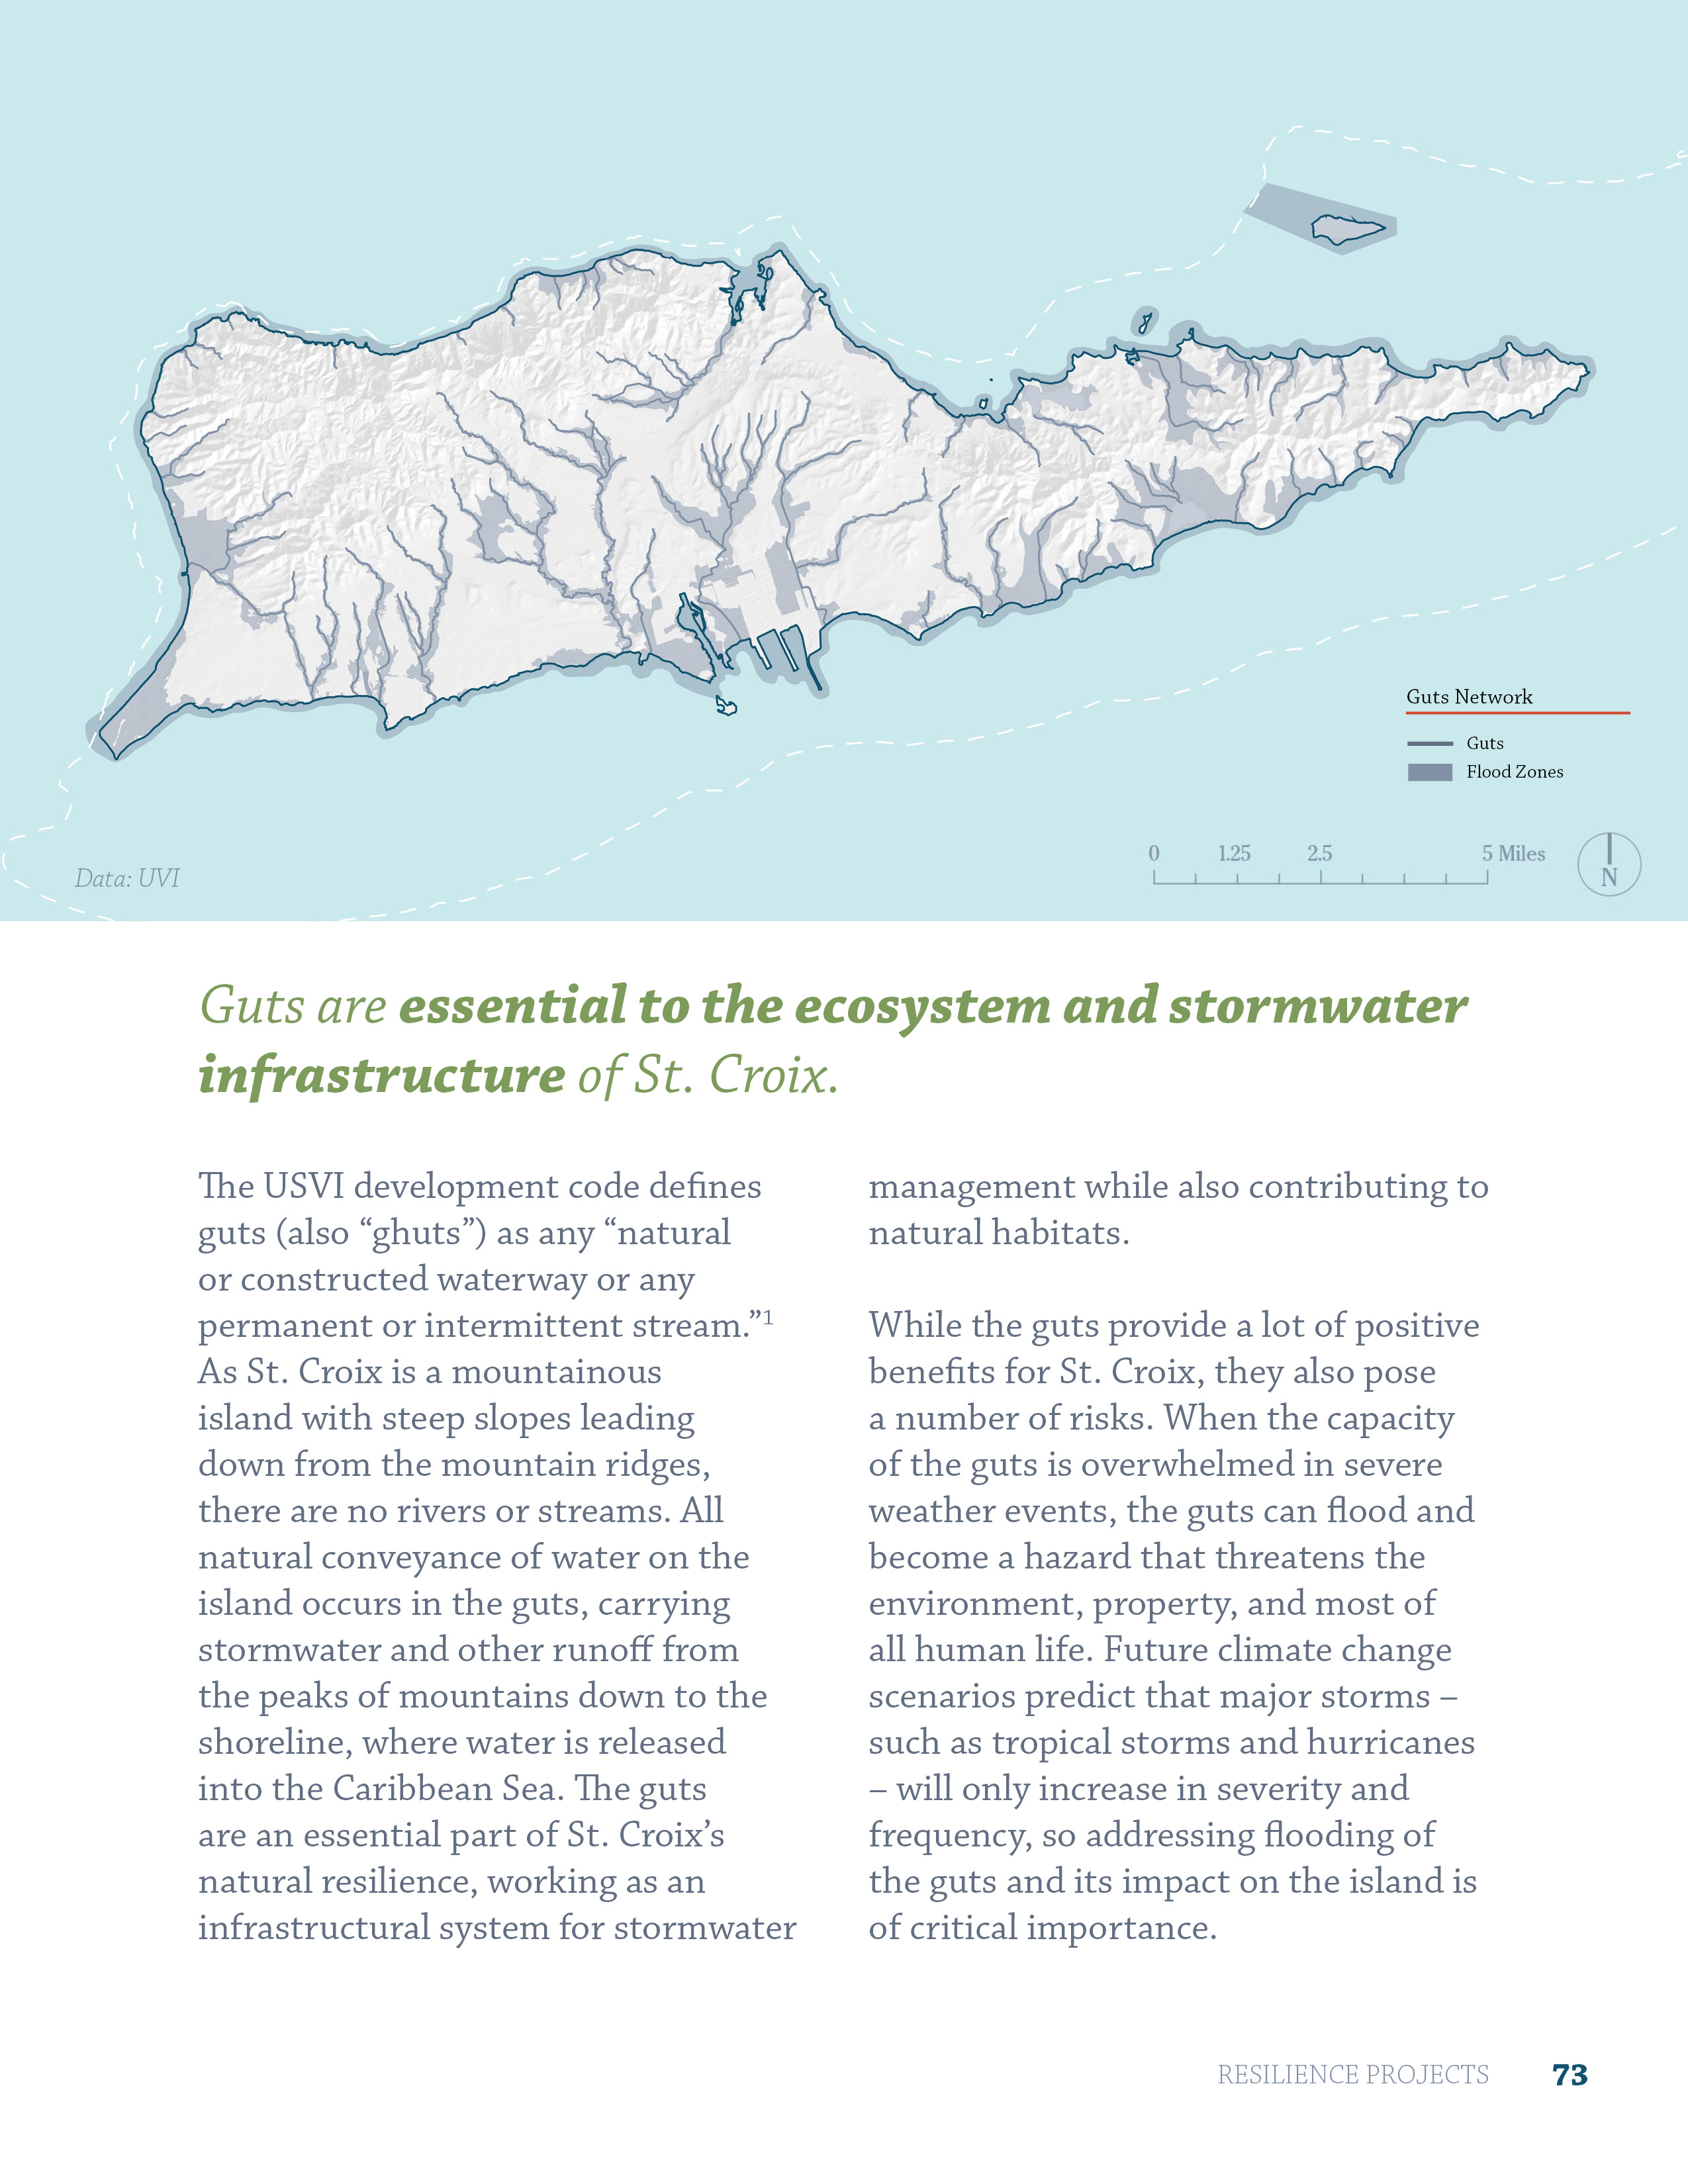 Guts Network
Guts
Flood Zones
0 1.25 2.5 5 Miles
N
Data: UVI
Guts are essential to the ecosystem and stormwater
infrastructure of St. Croix.
The USVI development code defines
guts (also “ghuts”) as any “natural
or constructed waterway or any
permanent or intermittent stream.”1
As St. Croix is a mountainous
island with steep slopes leading
down from the mountain ridges,
there are no rivers or streams. All
natural conveyance of water on the
island occurs in the guts, carrying
stormwater and other runoff from
the peaks of mountains down to the
shoreline, where water is released
into the Caribbean Sea. The guts
are an essential part of St. Croix’s
natural resilience, working as an
infrastructural system for stormwater
management while also contributing to
natural habitats.
While the guts provide a lot of positive
benefits for St. Croix, they also pose
a number of risks. When the capacity
of the guts is overwhelmed in severe
weather events, the guts can flood and
become a hazard that threatens the
environment, property, and most of
all human life. Future climate change
scenarios predict that major storms –
such as tropical storms and hurricanes
– will only increase in severity and
frequency, so addressing flooding of
the guts and its impact on the island is
of critical importance.
RESILIENCE PROJECTS 73